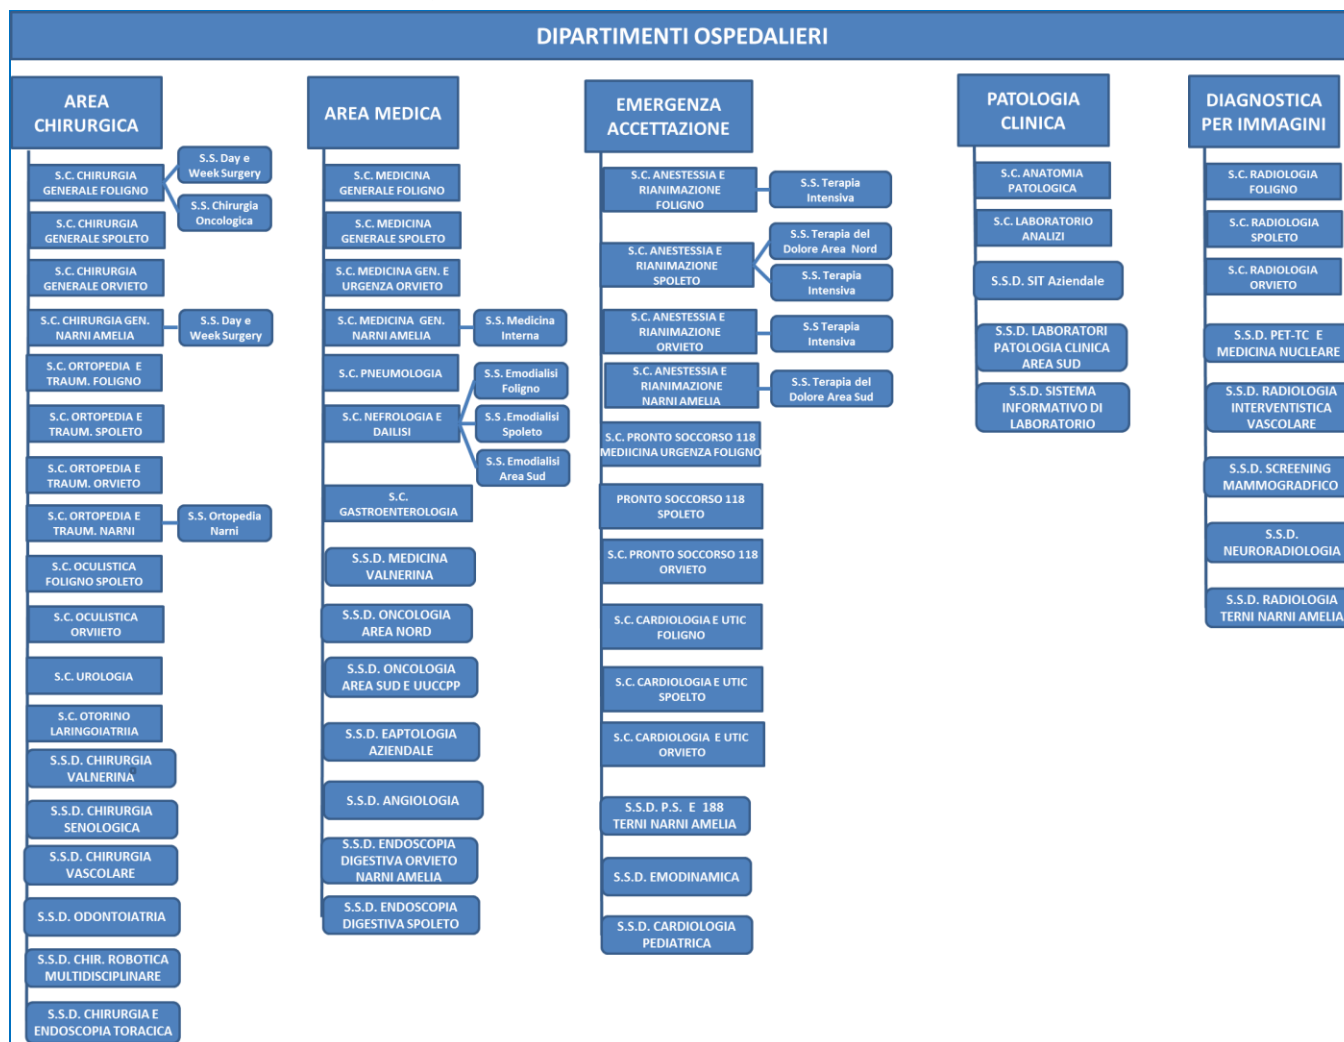 DIPARTIMENTI OSPEDALIERI
AREA
CHIRURGICA
S.C. CHIRURGIA
GENERALE FOLIGNO
S.S. Day e
Week Surgery
S.S. Chirurgia
Oncologica
S.C. CHIRURGIA
GENERALE SPOLETO
S.C. CHIRURGIA
GENERALE ORVIETO
S.C. CHIRURGIA GEN.
NARNI AMELIA
S.S. Day e
Week Surgery
S.C. ORTOPEDIA E
TRAUM. FOLIGNO
S.C. ORTOPEDIA E
TRAUM. SPOLETO
S.C. ORTOPEDIA E
TRAUM. ORVIETO
S.C. ORTOPEDIA E
TRAUM. NARNI
S.S. Ortopedia
Narni
S.C. OCULISTICA
FOLIGNO SPOLETO
S.C. OCULISTICA
ORVIIETO
S.C. UROLOGIA
S.C. OTORINO
LARINGOIATRIIA
S.S.D. CHIRURGIA
VALNERINA
S.S.D. CHIRURGIA
SENOLOGICA
S.S.D. CHIRURGIA
VASCOLARE
S.S.D. ODONTOIATRIA
S.S.D. CHIR. ROBOTICA
MULTIDISCIPLINARE
S.S.D. CHIRURGIA E
ENDOSCOPIA TORACICA
AREA MEDICA
S.C. MEDICINA
GENERALE FOLIGNO
S.C. MEDICINA
GENERALE SPOLETO
S.C. MEDICINA GEN. E
URGENZA ORVIETO
S.C. MEDICINA GEN.
NARNI AMELIA
S.S. Medicina
Interna
S.C. PNEUMOLOGIA
S.C. NEFROLOGIA E
DAILISI
S.S. Emodialisi
Foligno
S.S .Emodialisi
Spoleto
S.S. Emodialisi
Area Sud
S.C.
GASTROENTEROLOGIA
S.S.D. MEDICINA
VALNERINA
S.S.D. ONCOLOGIA
AREA NORD
S.S.D. ONCOLOGIA
AREA SUD E UUCCPP
S.S.D. EAPTOLOGIA
AZIENDALE
S.S.D. ANGIOLOGIA
S.S.D. ENDOSCOPIA
DIGESTIVA ORVIETO
NARNI AMELIA
S.S.D. ENDOSCOPIA
DIGESTIVA SPOLETO
EMERGENZA
ACCETTAZIONE
S.C. ANESTESSIA E
RIANIMAZIONE
FOLIGNO
S.S. Terapia
Intensiva
S.C. ANESTESSIA E
RIANIMAZIONE
SPOLETO
S.S. Terapia del
Dolore Area Nord
S.S. Terapia
Intensiva
S.C. ANESTESSIA E
RIANIMAZIONE
ORVIETO
S.S Terapia
Intensiva
S.C. ANESTESSIA E
RIANIMAZIONE
NARNI AMELIA
S.S. Terapia del
Dolore Area Sud
S.C. PRONTO SOCCORSO 118
MEDIICINA URGENZA FOLIGNO
PRONTO SOCCORSO 118
SPOLETO
S.C. PRONTO SOCCORSO 118
ORVIETO
S.C. CARDIOLOGIA E UTIC
FOLIGNO
S.C. CARDIOLOGIA E UTIC
SPOELTO
S.C. CARDIOLOGIA E UTIC
ORVIETO
S.S.D. P.S. E 188
TERNI NARNI AMELIA
S.S.D. EMODINAMICA
S.S.D. CARDIOLOGIA
PEDIATRICA
PATOLOGIA
CLINICA
S.C. ANATOMIA
PATOLOGICA
S.C. LABORATORIO
ANALIZI
S.S.D. SIT Aziendale
S.S.D. LABORATORI
PATOLOGIA CLINICA
AREA SUD
S.S.D. SISTEMA
INFORMATIVO DI
LABORATORIO
DIAGNOSTICA
PER IMMAGINI
S.C. RADIOLOGIA
FOLIGNO
S.C. RADIOLOGIA
SPOLETO
S.C. RADIOLOGIA
ORVIETO
S.S.D. PET-TC E
MEDICINA NUCLEARE
S.S.D. RADIOLOGIA
INTERVENTISTICA
VASCOLARE
S.S.D. SCREENING
MAMMOGRADFICO
S.S.D.
NEURORADIOLOGIA
S.S.D. RADIOLOGIA
TERNI NARNI AMELIA